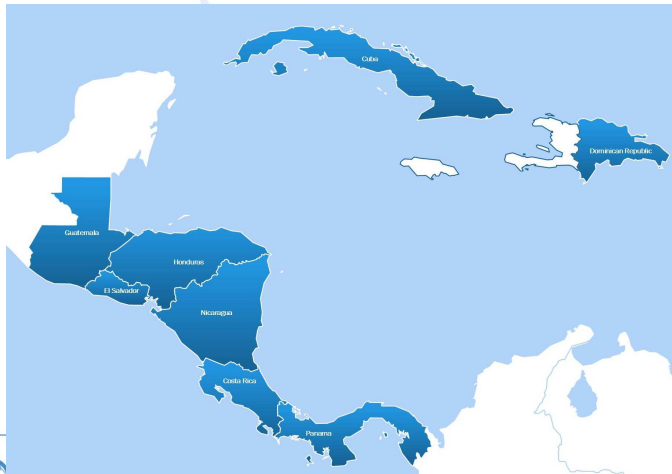 Cuba
Dominican Republic
Guatemala
Honduras
El Salvador
Nicaragua
Costa Rica
Panama